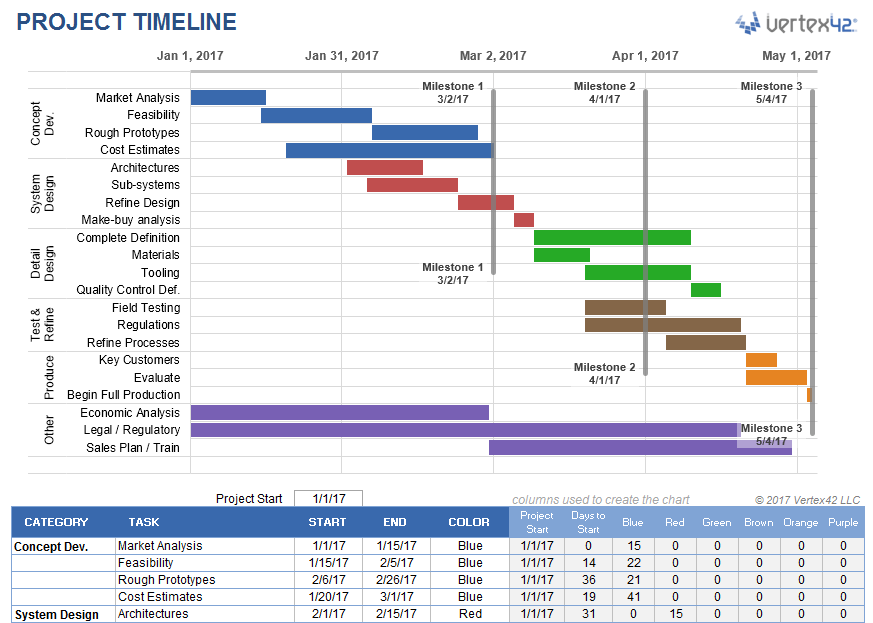 PROJECT TIMELINE
vertex42
Jan 1, 2017 Jan 31, 2017 Mar 2, 2017 Apr 1, 2017 May 1, 2017
Milestone 1 Milestone 2 Milestone 3
3/2/17 4/1/17 5/4/17
Concept
Dev.
Market Analysis
Feasibility
Rough Prototypes
Cost Estimates
System
Design
Architectures
Sub-systems
Refine Design
Make-buy analysis
Detail
Design
Complete Definition
Materials
Tooling
Quality Control Def.
Milestone 1
3/2/17
Test &
Refine
Field Testing
Regulations
Refine Processes
Produce
Key Customers
Evaluate
Begin Full Production
Milestone 2
4/1/17
Other
Economic Analysis
Legal / Regulatory
Sales Plan / Train
Milestone 3
5/4/17
Project Start 1/1/17 columns used to create the chart © 2017 Vertex42 LLC
CATEGORY TASK START END COLOR Project Start Days to Start Blue Red Green Brown Orange Purple
Concept Dev. Market Analysis 1/1/17 1/15/17 Blue 1/1/17 0 15 0 0 0 0 0
Feasibility 1/15/17 2/5/17 Blue 1/1/17 14 22 0 0 0 0 0
Rough Prototypes 2/6/17 2/26/17 Blue 1/1/17 36 21 0 0 0 0 0
Cost Estimates 1/20/17 3/1/17 Blue 1/1/17 19 41 0 0 0 0 0
System Design Architectures 2/1/17 2/15/17 Red 1/1/17 31 0 15 0 0 0 0